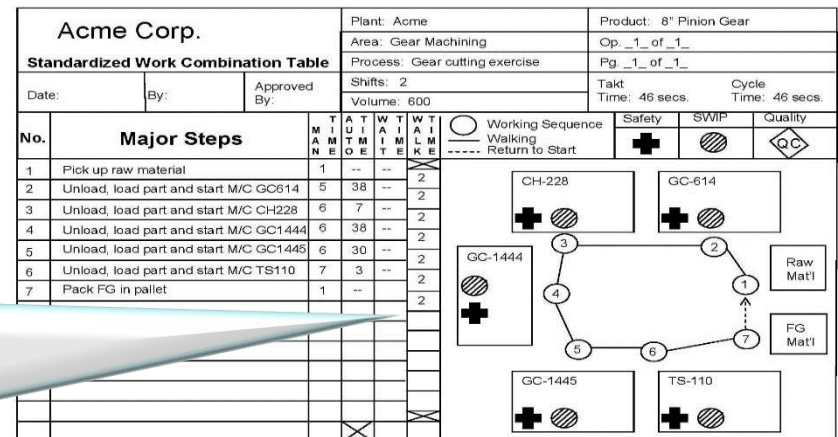 Acme Corp.
Standardized Work Combination Table
Date:
By:
Approved
By:
Plant: Acme
Area: Gear Machining
Process: Gear cutting exercise
Shifts: 2
Volume: 600
Product: 8" Pinion Gear
Op. _1_ of _1_
Pg. _1_ of _1_
Takt
Time: 46 secs.
Cycle
Time: 46 secs.
No. Major Steps MAN TIME AUTO TIME WAIT TIME WALK TIME
Working Sequence
Walking
Return to Start
Safety SWIP Quality
QC
1 Pick up raw material 1 --
2
2 Unload, load part and start M/C GC614 5 38 --
2
3 Unload, load part and start M/C CH228 6 7 --
2
4 Unload, load part and start M/C GC1444 6 38 --
2
5 Unload, load part and start M/C GC1445 6 30 --
2
6 Unload, load part and start M/C TS110 7 3 --
2
7 Pack FG in pallet 1 --
CH-228
GC-614
GC-1444
3
2
1
4
5
6
7
Raw
Mat'l
FG
Mat'l
GC-1445
TS-110